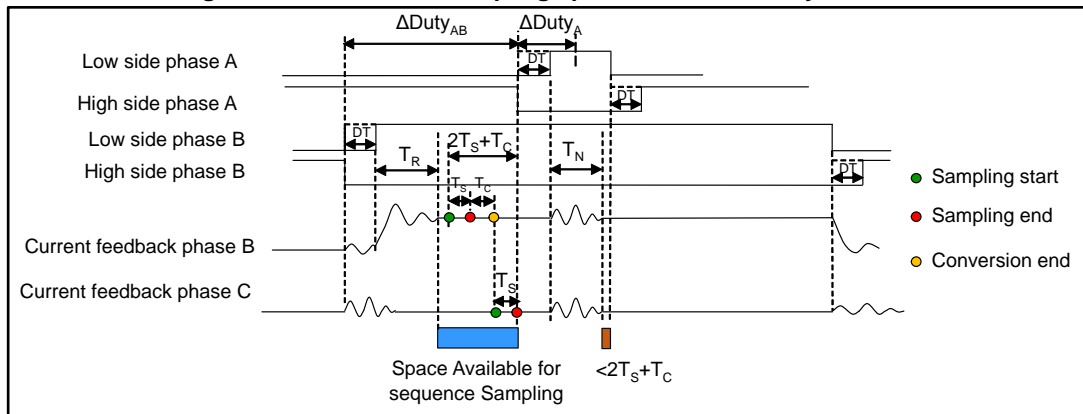 ΔDuty_AB
ΔDuty_A
Low side phase A
DT
High side phase A
DT
Low side phase B
DT
2T_S+T_C
T_R
T_N
High side phase B
DT
T_S
T_C
Sampling start
Sampling end
Current feedback phase B
Conversion end
Current feedback phase C
T_S
Space Available for
sequence Sampling
<2T_S+T_C